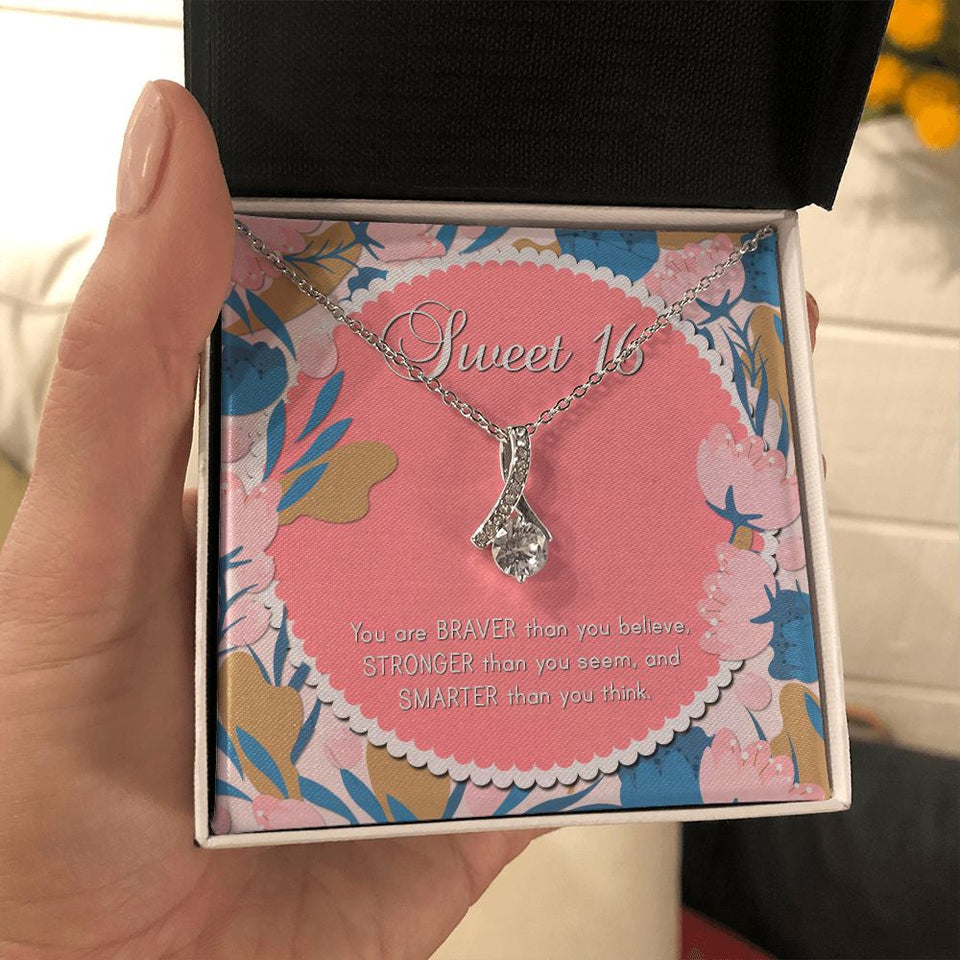 Sweet 16
You are BRAVER than you believe,
STRONGER than you seem, and
SMARTER than you think.